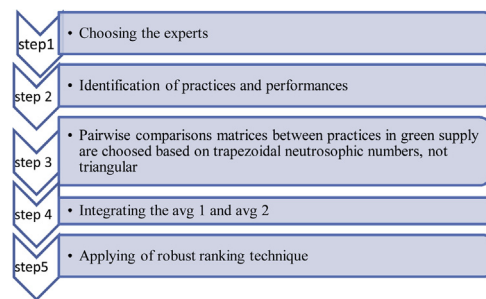 step1
• Choosing the experts
step 2
• Identification of practices and performances
step 3
• Pairwise comparisons matrices between practices in green supply
are choosed based on trapezoidal neutrosophic numbers, not
triangular
step 4
• Integrating the avg 1 and avg 2
step5
• Applying of robust ranking technique